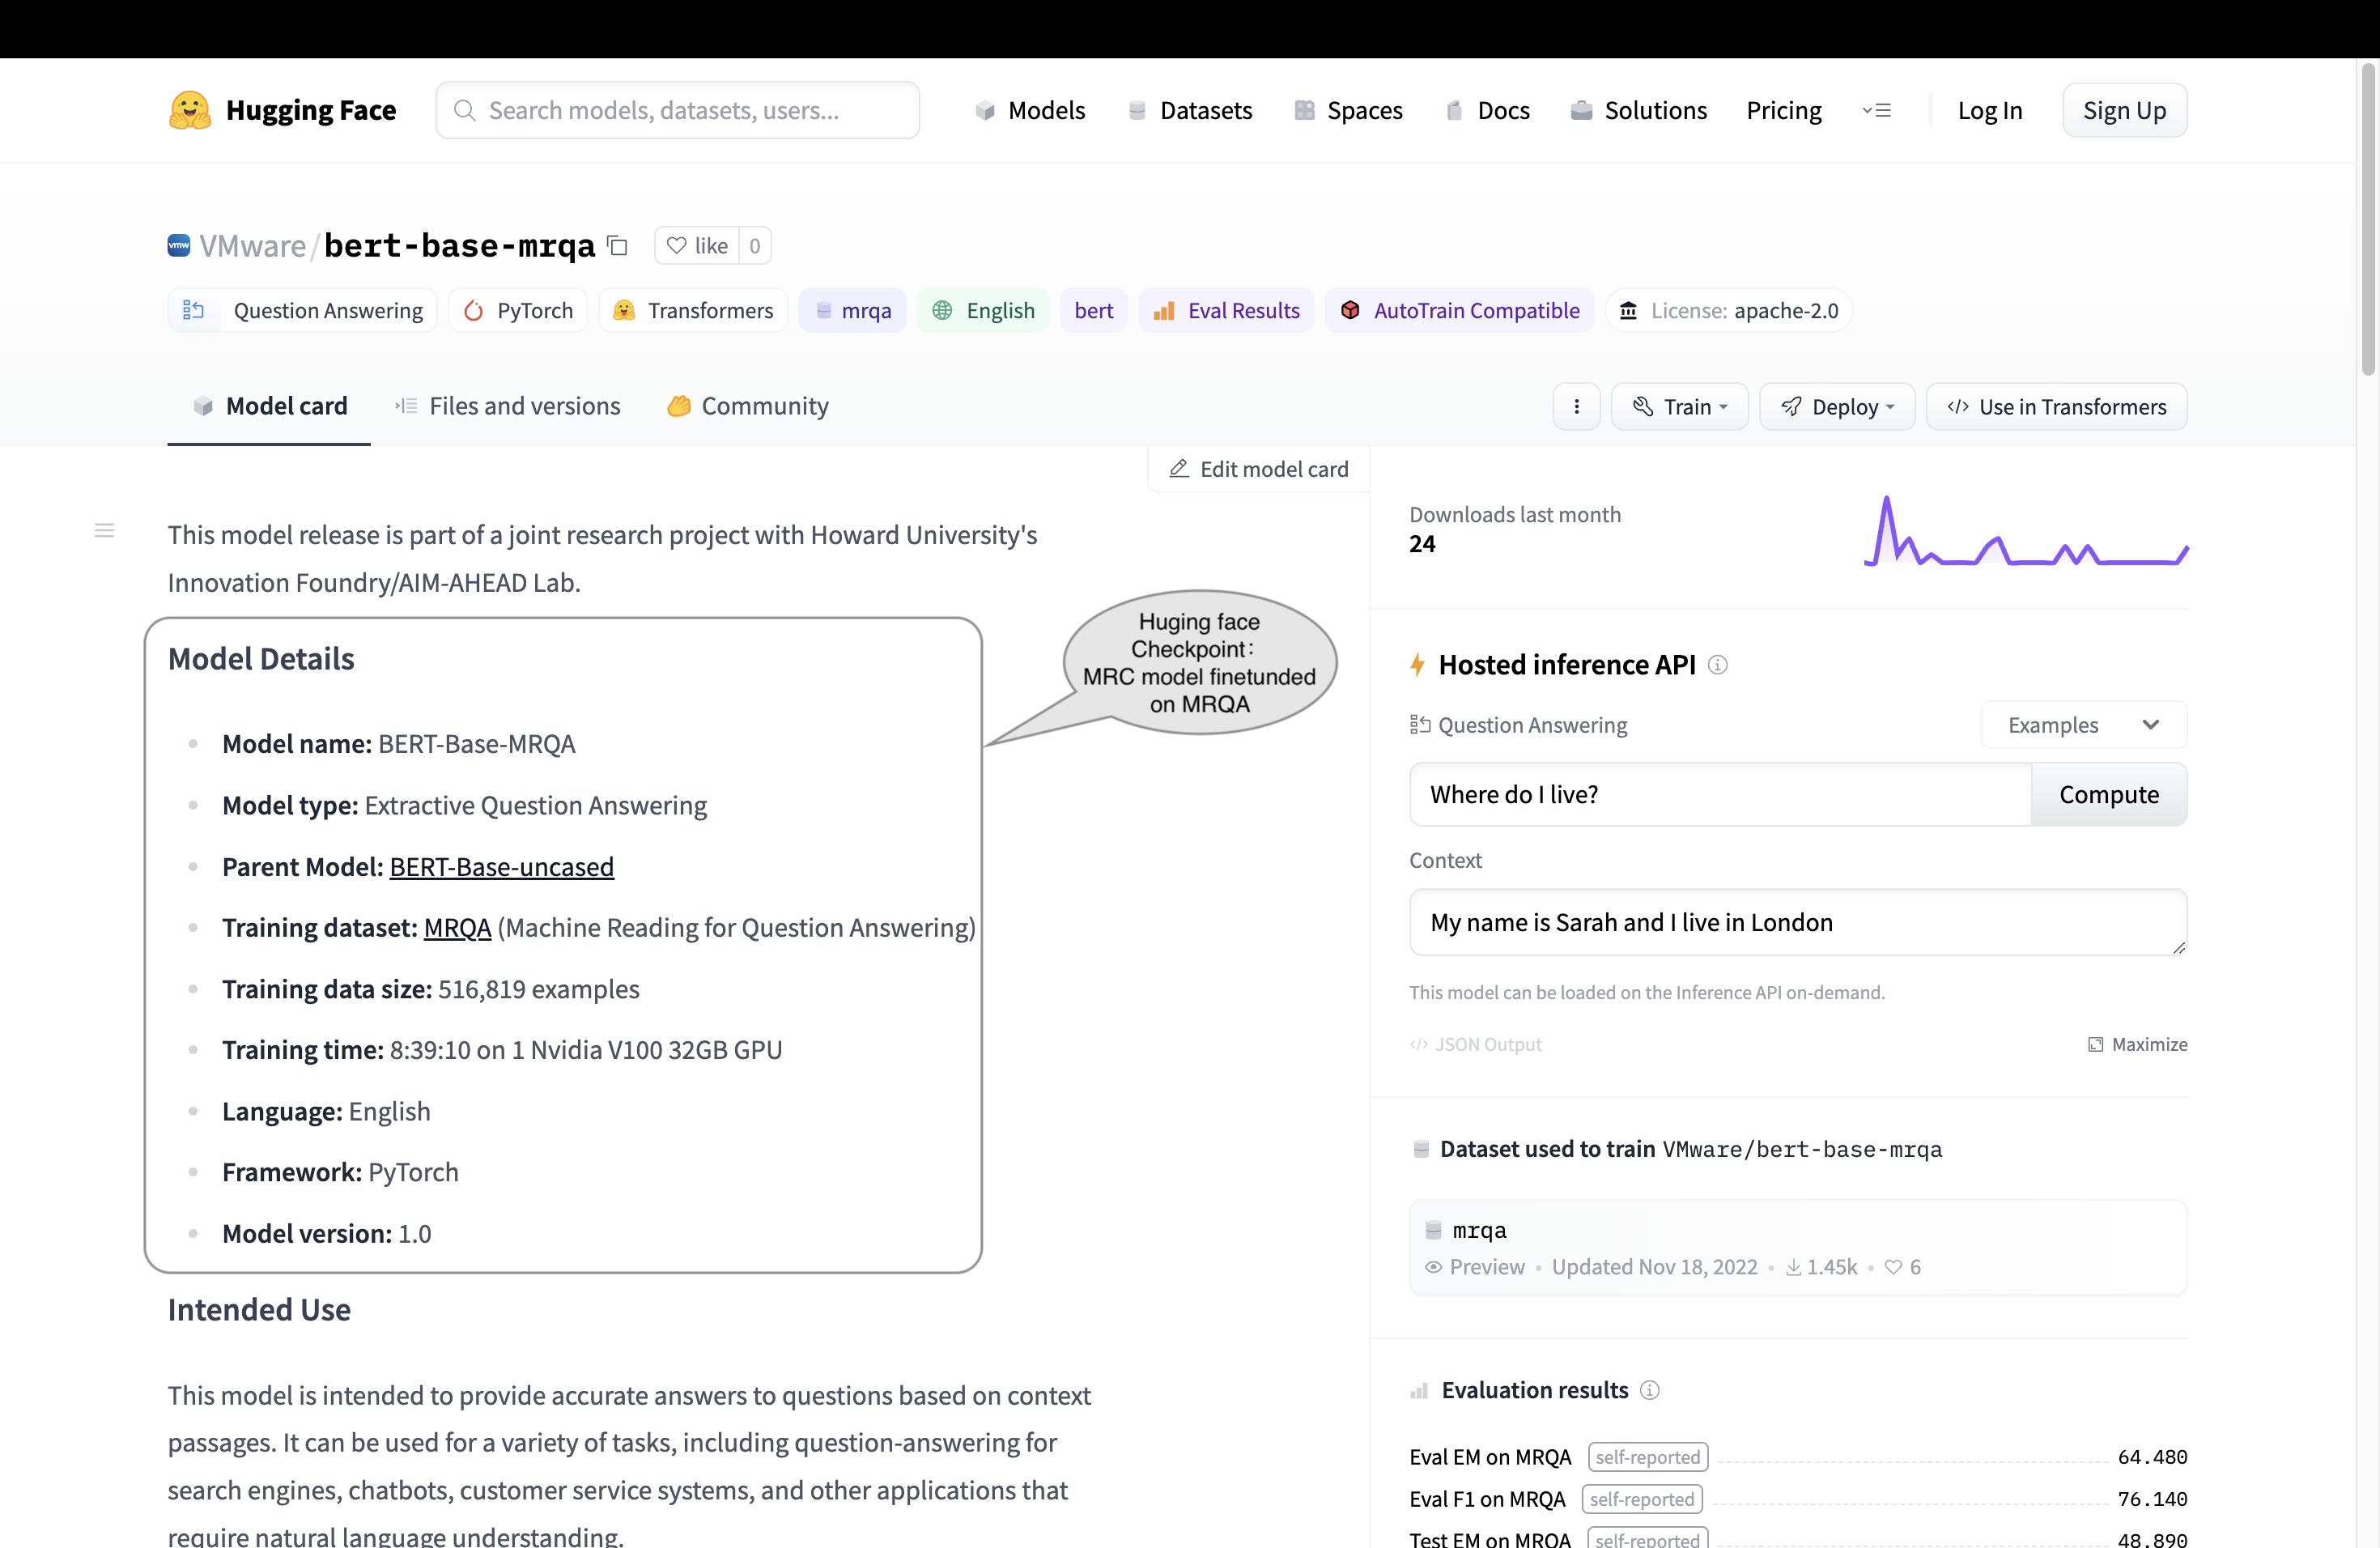 Hugging Face
Search models, datasets, users...
Models
Datasets
Spaces
Docs
Solutions
Pricing
Log In
Sign Up
vmw VMware/bert-base-mrqa
like 0
Question Answering
PyTorch
Transformers
mrqa
English
bert
Eval Results
AutoTrain Compatible
License: apache-2.0
Model card
Files and versions
Community
Train
Deploy
Use in Transformers
Edit model card
This model release is part of a joint research project with Howard University's
Innovation Foundry/AIM-AHEAD Lab.
Model Details
Model name: BERT-Base-MRQA
Model type: Extractive Question Answering
Parent Model: BERT-Base-uncased
Training dataset: MRQA (Machine Reading for Question Answering)
Training data size: 516,819 examples
Training time: 8:39:10 on 1 Nvidia V100 32GB GPU
Language: English
Framework: PyTorch
Model version: 1.0
Huging face
Checkpoint：
MRC model finetunded
on MRQA
Intended Use
This model is intended to provide accurate answers to questions based on context
passages. It can be used for a variety of tasks, including question-answering for
search engines, chatbots, customer service systems, and other applications that
require natural language understanding.
Downloads last month
24
Hosted inference API
Question Answering
Examples
Where do I live?
Compute
Context
My name is Sarah and I live in London
This model can be loaded on the Inference API on-demand.
</> JSON Output
Maximize
Dataset used to train VMware/bert-base-mrqa
mrqa
Preview • Updated Nov 18, 2022 • 1.45k • 6
Evaluation results
Eval EM on MRQA self-reported 64.480
Eval F1 on MRQA self-reported 76.140
Test EM on MRQA self-reported 48.890